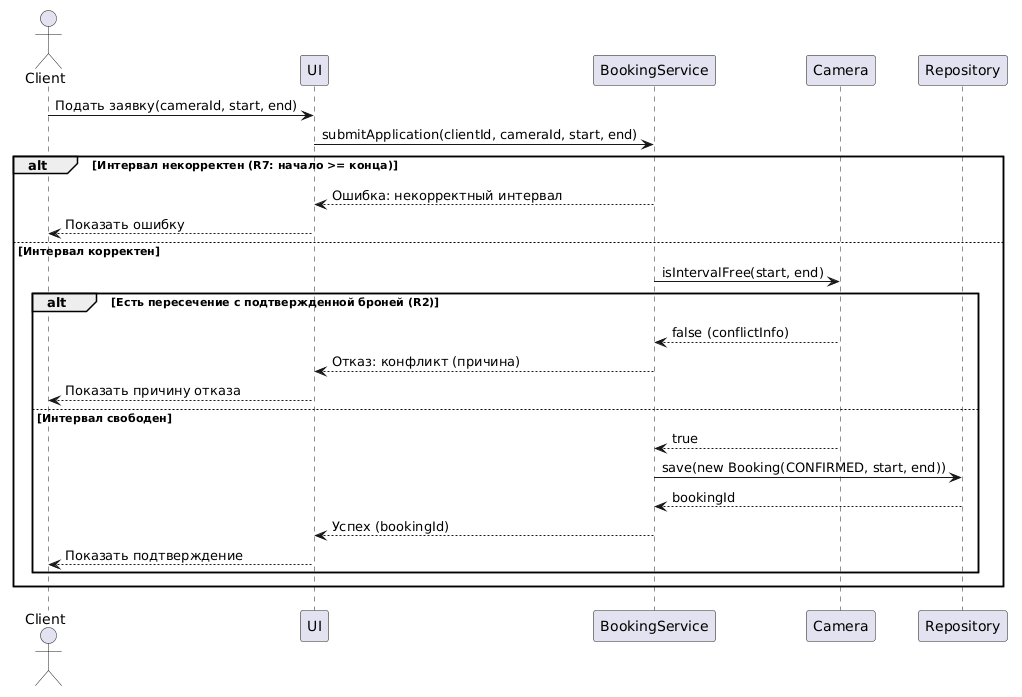 Client
UI
BookingService
Camera
Repository
Подать заявку(cameraId, start, end)
submitApplication(clientId, cameraId, start, end)
alt
[Интервал некорректен (R7: начало >= конца)]
Ошибка: некорректный интервал
Показать ошибку
[Интервал корректен]
isIntervalFree(start, end)
alt
[Есть пересечение с подтвержденной броней (R2)]
false (conflictInfo)
Отказ: конфликт (причина)
Показать причину отказа
[Интервал свободен]
true
save(new Booking(CONFIRMED, start, end))
bookingId
Успех (bookingId)
Показать подтверждение
Client
UI
BookingService
Camera
Repository